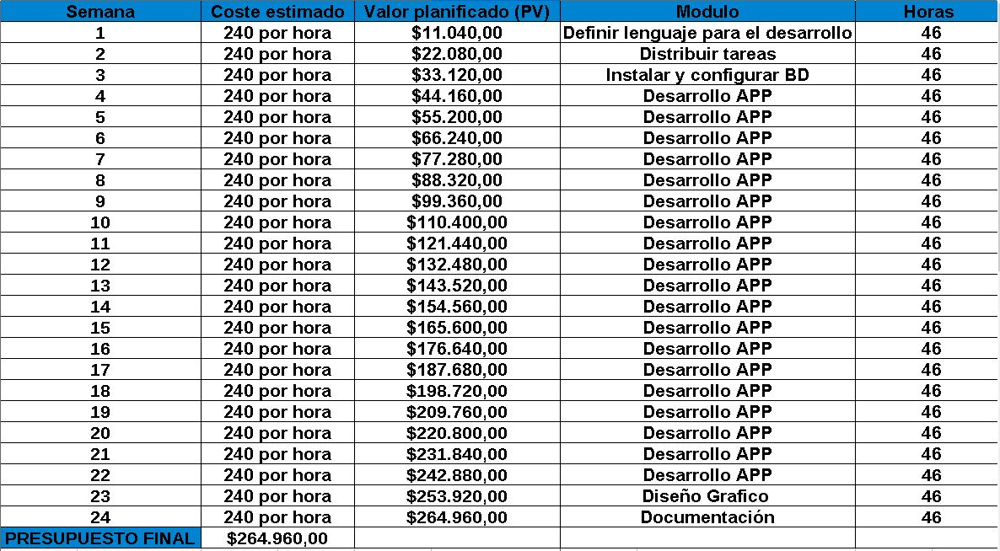 Semana Coste estimado Valor planificado (PV) Modulo Horas
1 240 por hora $11.040,00 Definir lenguaje para el desarrollo 46
2 240 por hora $22.080,00 Distribuir tareas 46
3 240 por hora $33.120,00 Instalar y configurar BD 46
4 240 por hora $44.160,00 Desarrollo APP 46
5 240 por hora $55.200,00 Desarrollo APP 46
6 240 por hora $66.240,00 Desarrollo APP 46
7 240 por hora $77.280,00 Desarrollo APP 46
8 240 por hora $88.320,00 Desarrollo APP 46
9 240 por hora $99.360,00 Desarrollo APP 46
10 240 por hora $110.400,00 Desarrollo APP 46
11 240 por hora $121.440,00 Desarrollo APP 46
12 240 por hora $132.480,00 Desarrollo APP 46
13 240 por hora $143.520,00 Desarrollo APP 46
14 240 por hora $154.560,00 Desarrollo APP 46
15 240 por hora $165.600,00 Desarrollo APP 46
16 240 por hora $176.640,00 Desarrollo APP 46
17 240 por hora $187.680,00 Desarrollo APP 46
18 240 por hora $198.720,00 Desarrollo APP 46
19 240 por hora $209.760,00 Desarrollo APP 46
20 240 por hora $220.800,00 Desarrollo APP 46
21 240 por hora $231.840,00 Desarrollo APP 46
22 240 por hora $242.880,00 Desarrollo APP 46
23 240 por hora $253.920,00 Diseño Grafico 46
24 240 por hora $264.960,00 Documentación 46
PRESUPUESTO FINAL $264.960,00